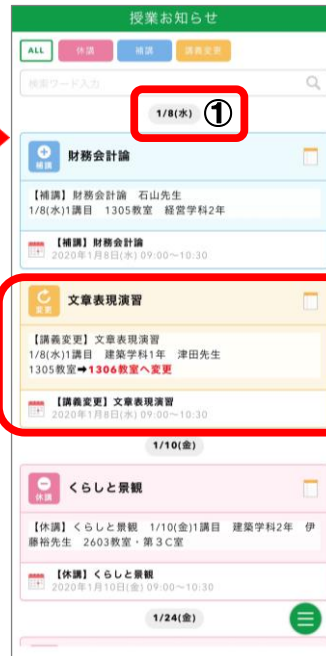 授業お知らせ
ALL 休講 補講 講義変更
検索ワード入力
1/8(水) ①
補講 財務会計論
【補講】財務会計論 石山先生
1/8(水)1講目 1305教室 経営学科2年
【補講】財務会計論
2020年1月8日(水) 09:00~10:30
変更 文章表現演習
【講義変更】文章表現演習
1/8(水)1講目 建築学科1年 津田先生
1305教室➡1306教室へ変更
【講義変更】文章表現演習
2020年1月8日(水) 09:00~10:30
1/10(金)
休講 くらしと景観
【休講】くらしと景観 1/10(金)1講目 建築学科2年 伊
藤裕先生 2603教室・第3C室
【休講】くらしと景観
2020年1月10日(金) 09:00~10:30
1/24(金)